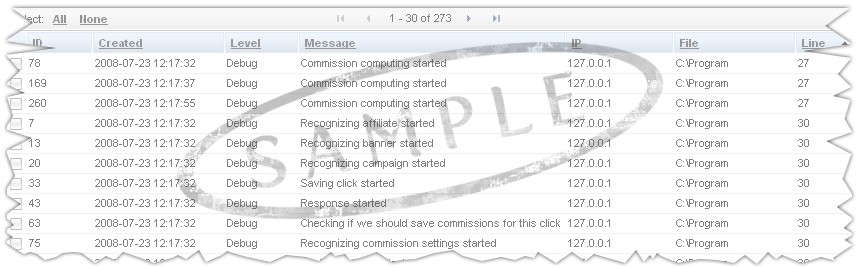 All None 1 - 30 of 273
ID Created Level Message IP File Line
78 2008-07-23 12:17:32 Debug Commission computing started 127.0.0.1 C:\Program 27
169 2008-07-23 12:17:37 Debug Commission computing started 127.0.0.1 C:\Program 27
260 2008-07-23 12:17:55 Debug Commission computing started 127.0.0.1 C:\Program 27
7 2008-07-23 12:17:32 Debug Recognizing affiliate started 127.0.0.1 C:\Program 30
13 2008-07-23 12:17:32 Debug Recognizing banner started 127.0.0.1 C:\Program 30
20 2008-07-23 12:17:32 Debug Recognizing campaign started 127.0.0.1 C:\Program 30
33 2008-07-23 12:17:32 Debug Saving click started 127.0.0.1 C:\Program 30
43 2008-07-23 12:17:32 Debug Response started 127.0.0.1 C:\Program 30
63 2008-07-23 12:17:32 Debug Checking if we should save commissions for this click 127.0.0.1 C:\Program 30
75 2008-07-23 12:17:32 Debug Recognizing commission settings started 127.0.0.1 C:\Program 30
SAMPLE